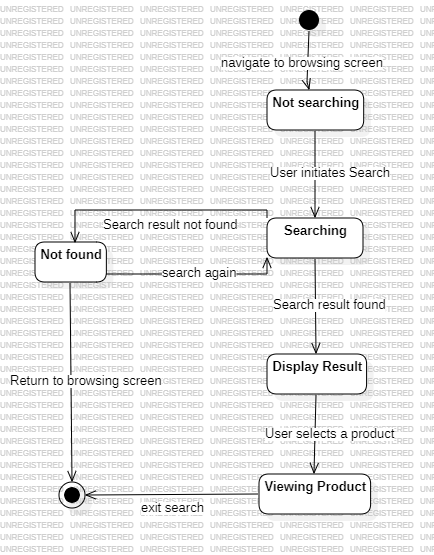 navigate to browsing screen
Not searching
User initiates Search
Search result not found
Searching
Not found
search again
Search result found
Display Result
Return to browsing screen
User selects a product
Viewing Product
exit search
UNREGISTERED